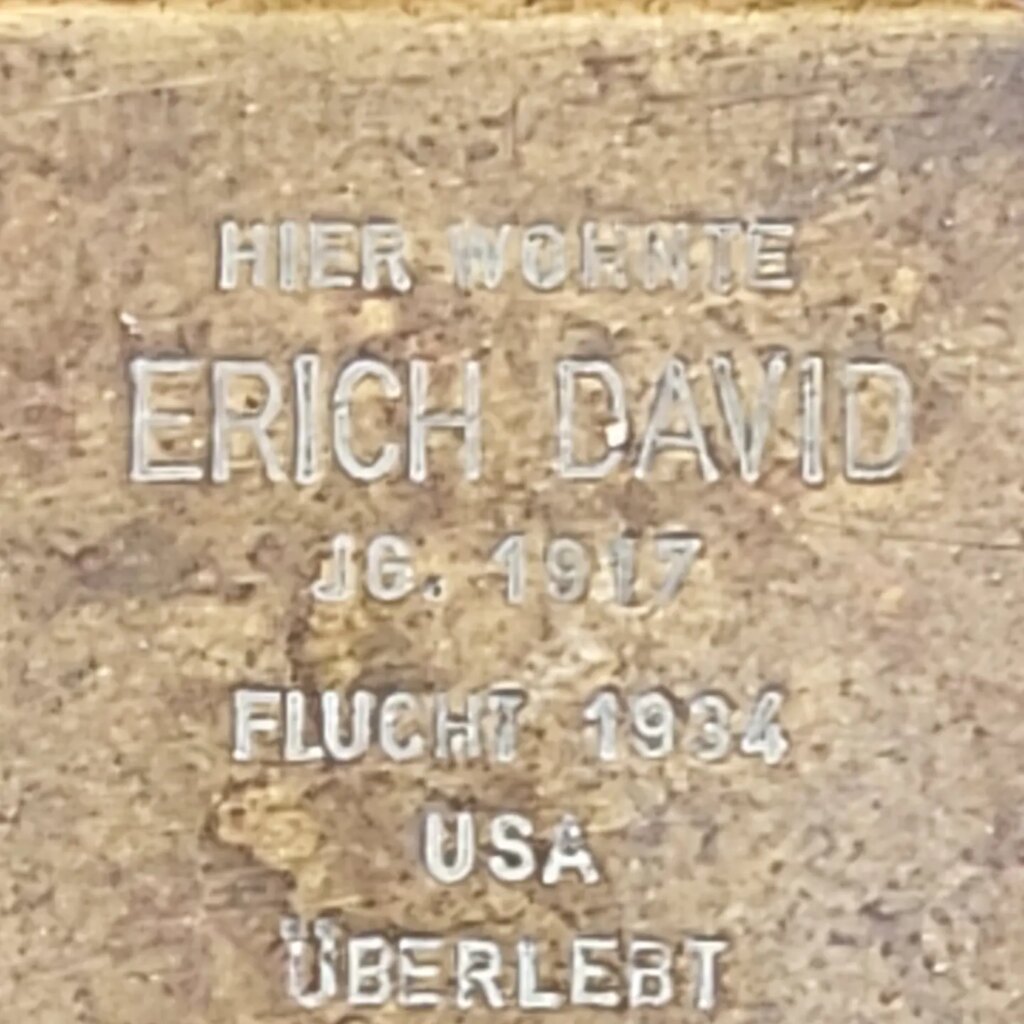 HIER WOHNTE
ERICH DAVID
JG. 1917
FLUCHT 1934
USA
ÜBERLEBT